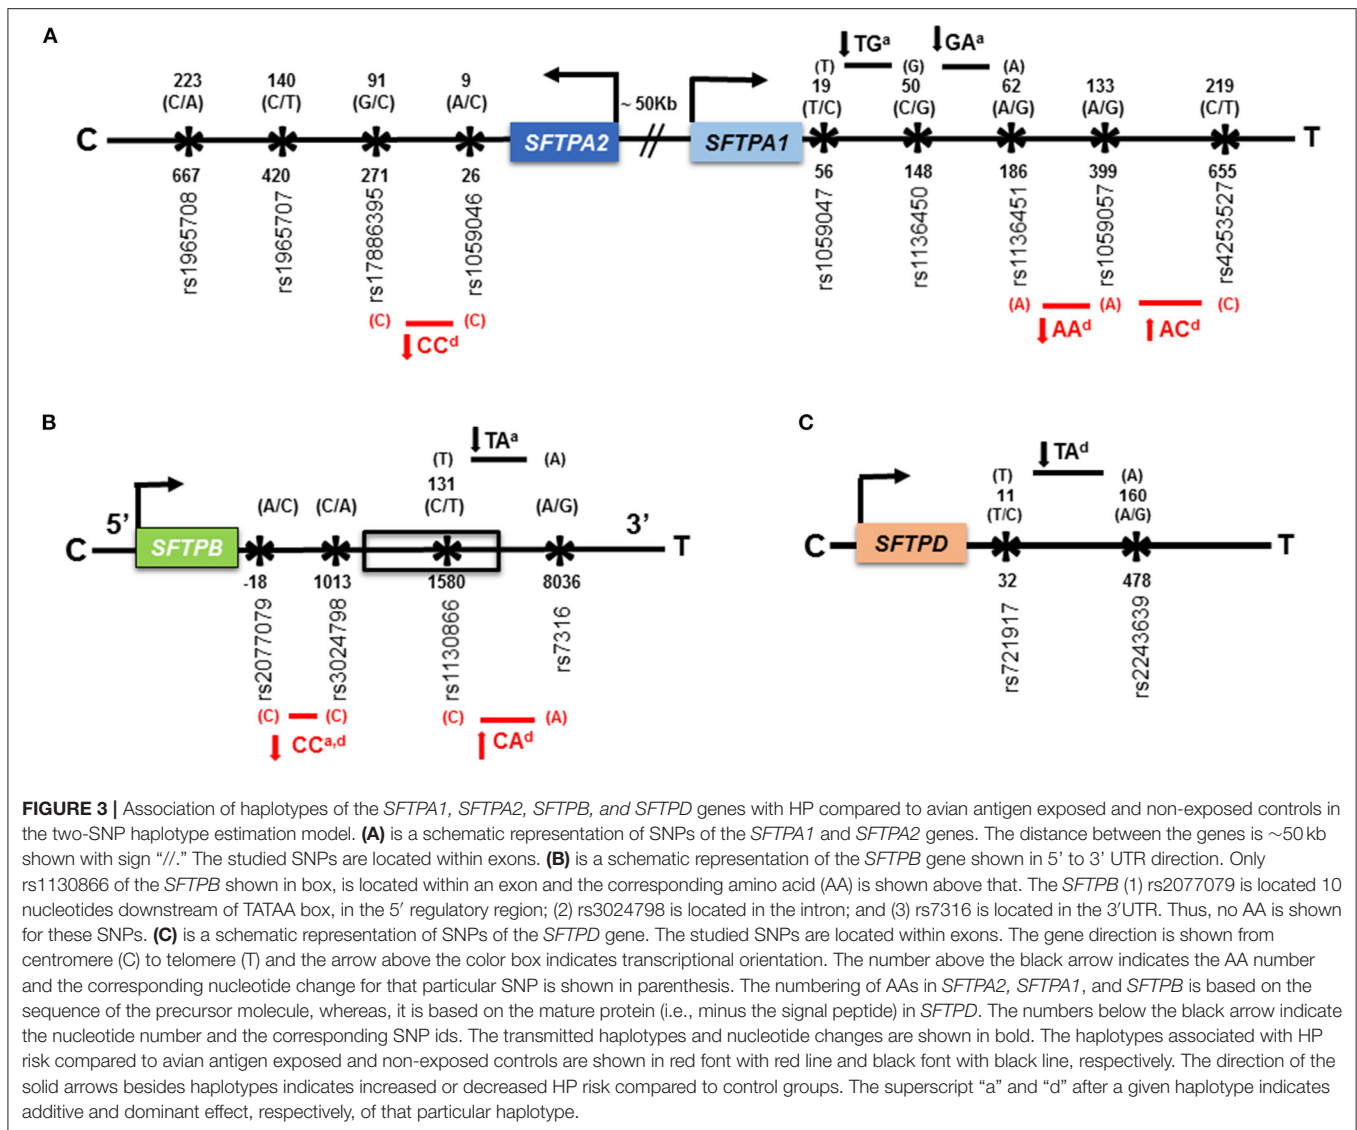 A
↓TGᵃ ↓GAᵃ
(T) (G) (A)
223 140 91 9 19 50 62 133 219
(C/A) (C/T) (G/C) (A/C) ~ 50Kb (T/C) (C/G) (A/G) (A/G) (C/T)
C SFTPA2 // SFTPA1 T
667 420 271 26 56 148 186 399 655
rs1965708 rs1965707 rs17886395 rs1059046 rs1059047 rs1136450 rs1136451 rs1059057 rs4253527
(C) (C) (A) (A) (C)
↓CCᵈ ↓AAᵈ ↑ACᵈ
B
↓TAᵃ
(T) (A)
131
(A/C) (C/A) (C/T) (A/G)
5’ 3’
C SFTPB T
-18 1013 1580 8036
rs2077079 rs3024798 rs1130866 rs7316
(C) (C) (C) (A)
↓ CCᵃ,ᵈ ↑ CAᵈ
C
↓TAᵈ
(T) (A)
11 160
(T/C) (A/G)
C SFTPD T
32 478
rs721917 rs2243639
FIGURE 3 | Association of haplotypes of the SFTPA1, SFTPA2, SFTPB, and SFTPD genes with HP compared to avian antigen exposed and non-exposed controls in
the two-SNP haplotype estimation model. (A) is a schematic representation of SNPs of the SFTPA1 and SFTPA2 genes. The distance between the genes is ∼50 kb
shown with sign “//.” The studied SNPs are located within exons. (B) is a schematic representation of the SFTPB gene shown in 5’ to 3’ UTR direction. Only
rs1130866 of the SFTPB shown in box, is located within an exon and the corresponding amino acid (AA) is shown above that. The SFTPB (1) rs2077079 is located 10
nucleotides downstream of TATAA box, in the 5′ regulatory region; (2) rs3024798 is located in the intron; and (3) rs7316 is located in the 3′UTR. Thus, no AA is shown
for these SNPs. (C) is a schematic representation of SNPs of the SFTPD gene. The studied SNPs are located within exons. The gene direction is shown from
centromere (C) to telomere (T) and the arrow above the color box indicates transcriptional orientation. The number above the black arrow indicates the AA number
and the corresponding nucleotide change for that particular SNP is shown in parenthesis. The numbering of AAs in SFTPA2, SFTPA1, and SFTPB is based on the
sequence of the precursor molecule, whereas, it is based on the mature protein (i.e., minus the signal peptide) in SFTPD. The numbers below the black arrow indicate
the nucleotide number and the corresponding SNP ids. The transmitted haplotypes and nucleotide changes are shown in bold. The haplotypes associated with HP
risk compared to avian antigen exposed and non-exposed controls are shown in red font with red line and black font with black line, respectively. The direction of the
solid arrows besides haplotypes indicates increased or decreased HP risk compared to control groups. The superscript “a” and “d” after a given haplotype indicates
additive and dominant effect, respectively, of that particular haplotype.